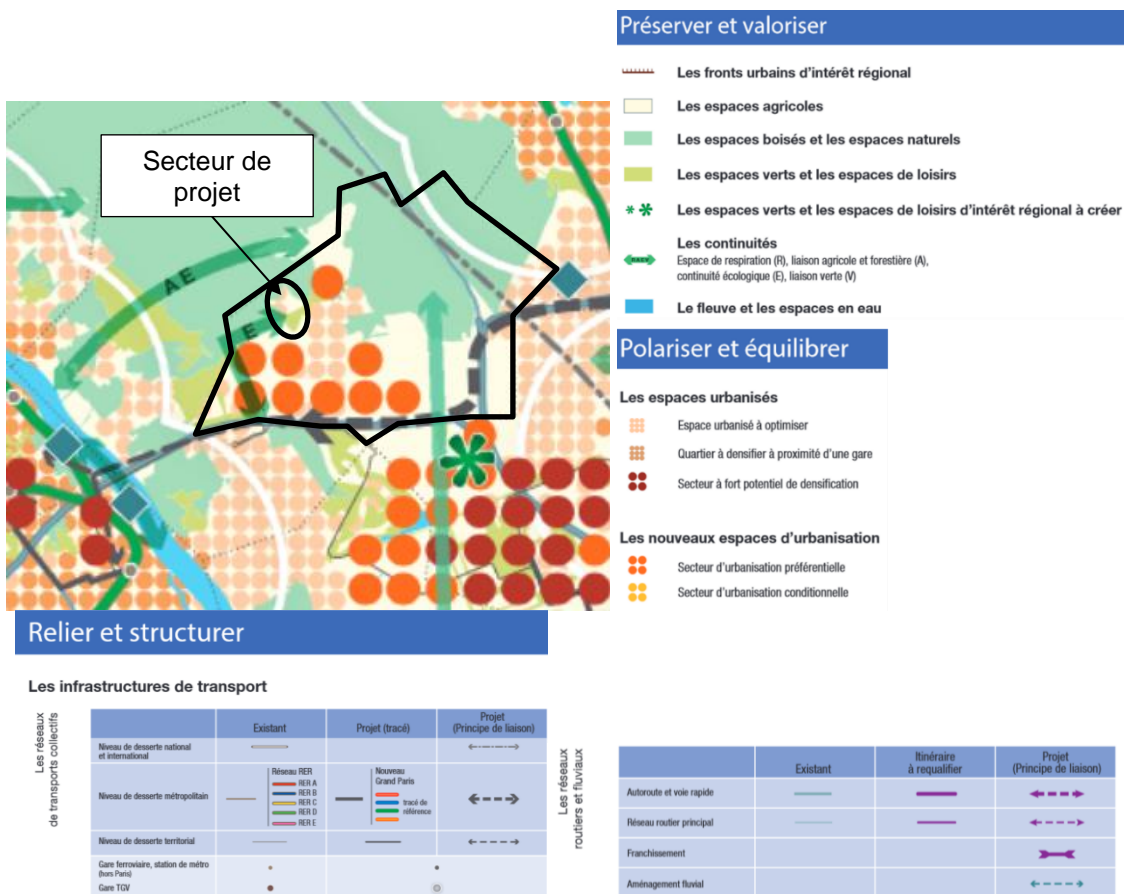 Préserver et valoriser
Les fronts urbains d'intérêt régional
Les espaces agricoles
Les espaces boisés et les espaces naturels
Les espaces verts et les espaces de loisirs
Les espaces verts et les espaces de loisirs d'intérêt régional à créer
Les continuités
Espace de respiration (R), liaison agricole et forestière (A),
continuité écologique (E), liaison verte (V)
Le fleuve et les espaces en eau
Secteur de
projet
A E
E
Polariser et équilibrer
Les espaces urbanisés
Espace urbanisé à optimiser
Quartier à densifier à proximité d'une gare
Secteur à fort potentiel de densification
Les nouveaux espaces d'urbanisation
Secteur d'urbanisation préférentielle
Secteur d'urbanisation conditionnelle
Relier et structurer
Les infrastructures de transport
Les réseaux
de transports collectifs
Existant
Projet (tracé)
Projet
(Principe de liaison)
Niveau de desserte national
et international
Niveau de desserte métropolitain
Réseau RER
RER A
RER B
RER C
RER D
RER E
Nouveau
Grand Paris
tracé de
référence
Niveau de desserte territorial
Gare ferroviaire, station de métro
(hors Paris)
Gare TGV
Les réseaux
routiers et fluviaux
Existant
Itinéraire
à requalifier
Projet
(Principe de liaison)
Autoroute et voie rapide
Réseau routier principal
Franchissement
Aménagement fluvial